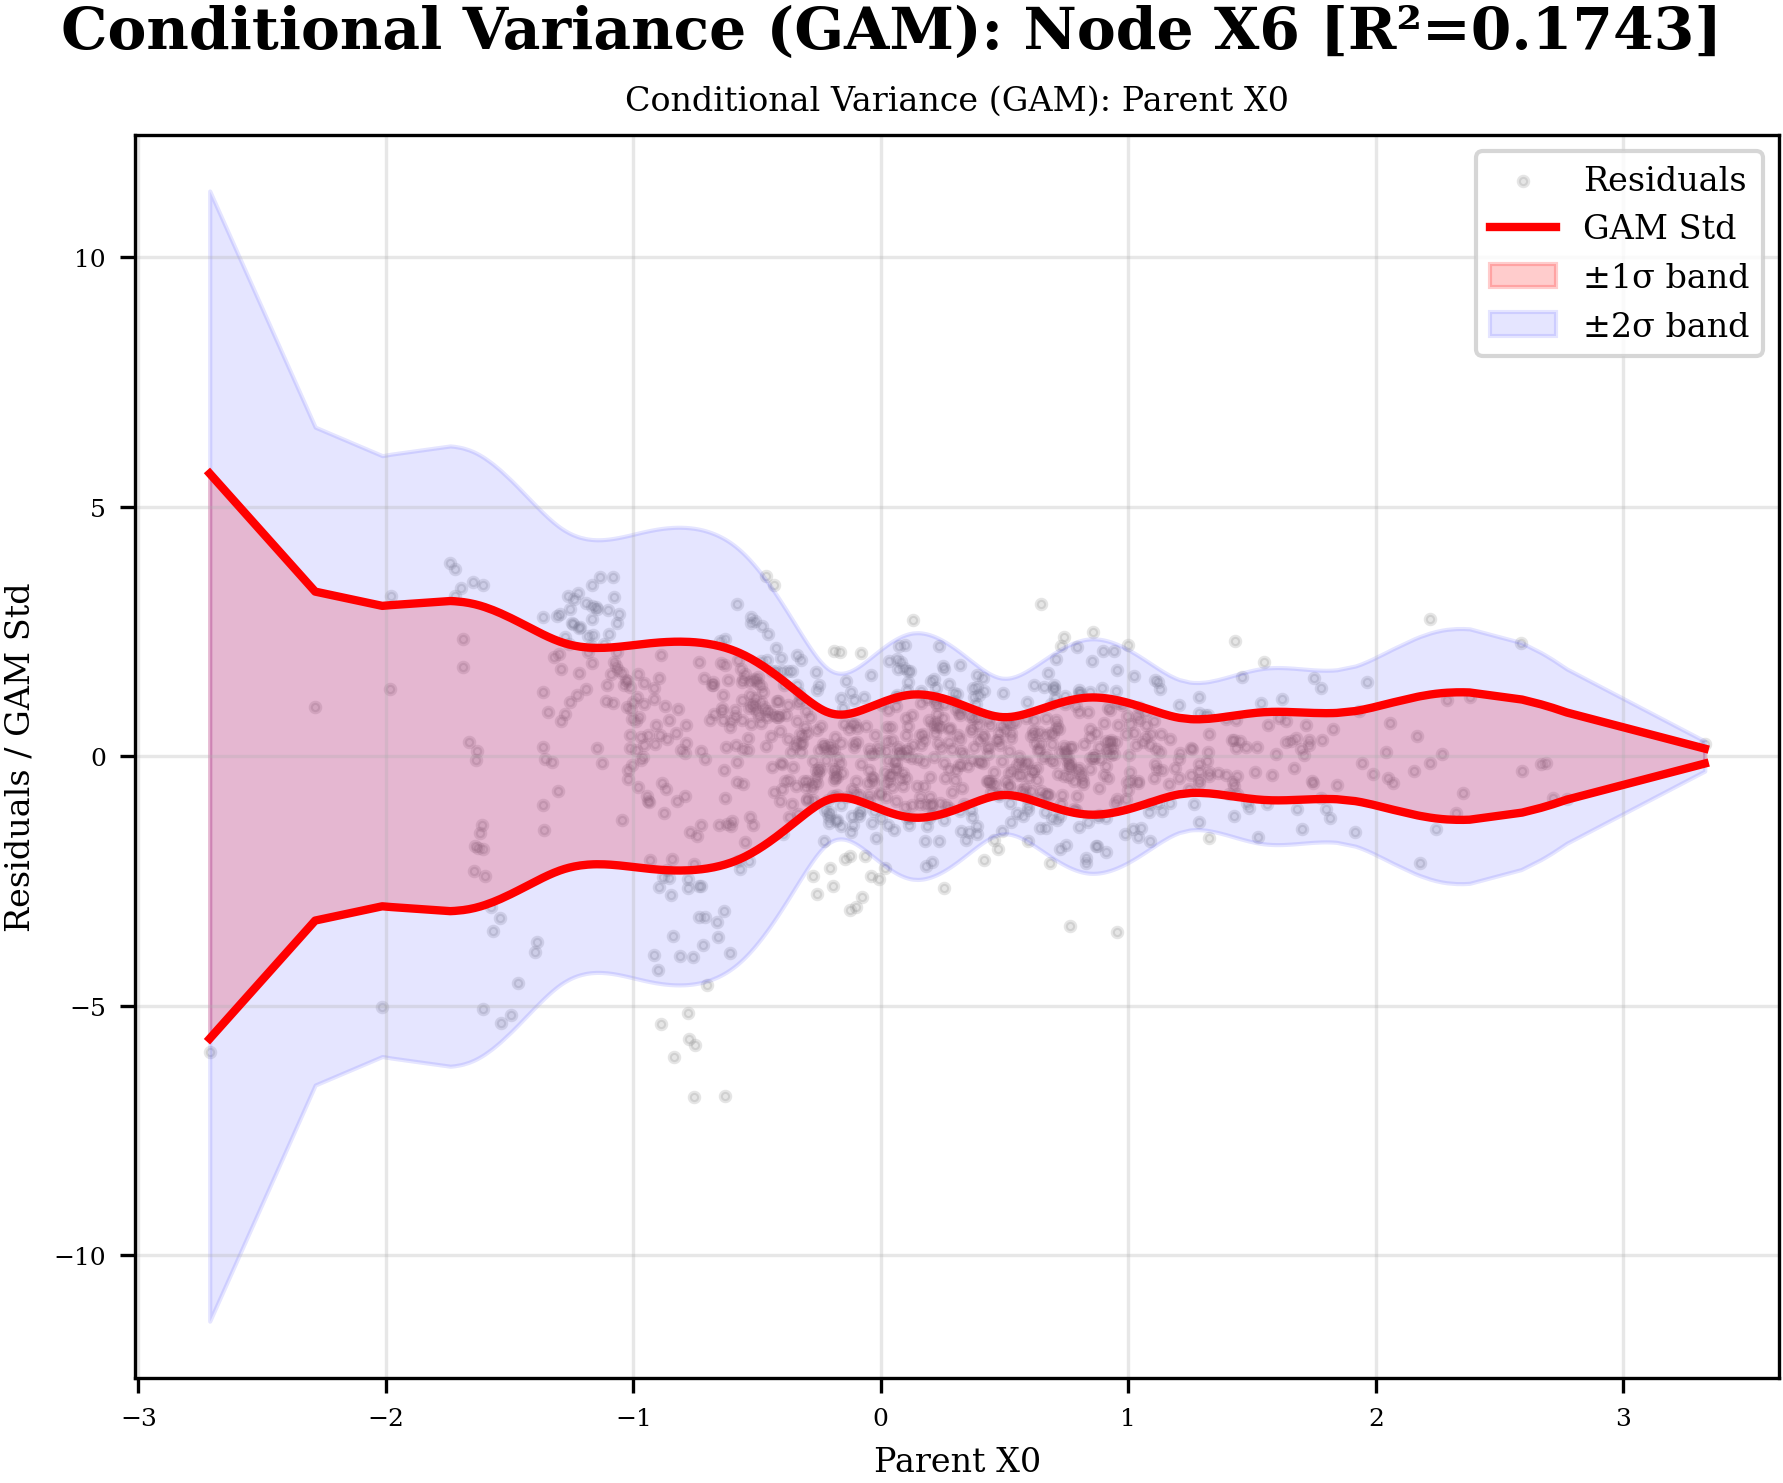 Conditional Variance (GAM): Node X6 [R²=0.1743]
Conditional Variance (GAM): Parent X0
Residuals
GAM Std
±1σ band
±2σ band
Residuals / GAM Std
10
5
0
−5
−10
−3
−2
−1
0
1
2
3
Parent X0